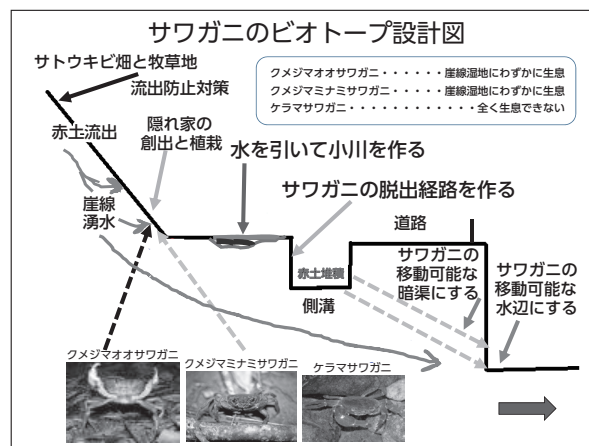 サワガニのビオトープ設計図
サトウキビ畑と牧草地
流出防止対策
クメジマオオサワガニ・・・・・・崖線湿地にわずかに生息
クメジマミナミサワガニ・・・・・崖線湿地にわずかに生息
ケラマサワガニ・・・・・・・・・・・・全く生息できない
赤土流出
隠れ家の
創出と植栽
水を引いて小川を作る
サワガニの脱出経路を作る
崖線
湧水
道路
赤土堆積
側溝
サワガニの
移動可能な
暗渠にする
サワガニの
移動可能な
水辺にする
クメジマオオサワガニ
クメジマミナミサワガニ
ケラマサワガニ